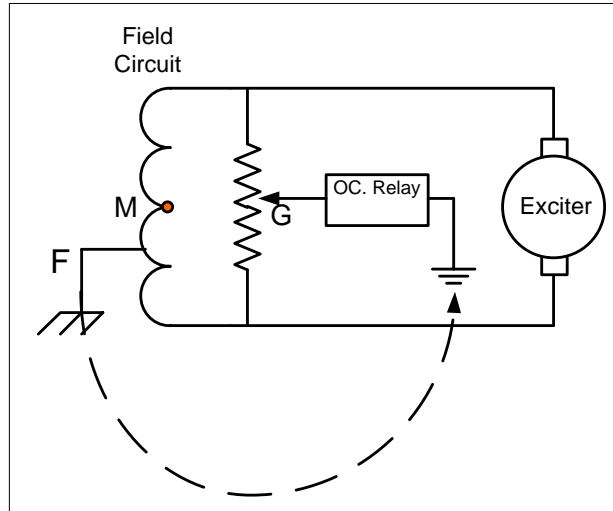 Field
Circuit
M
G
OC. Relay
Exciter
F